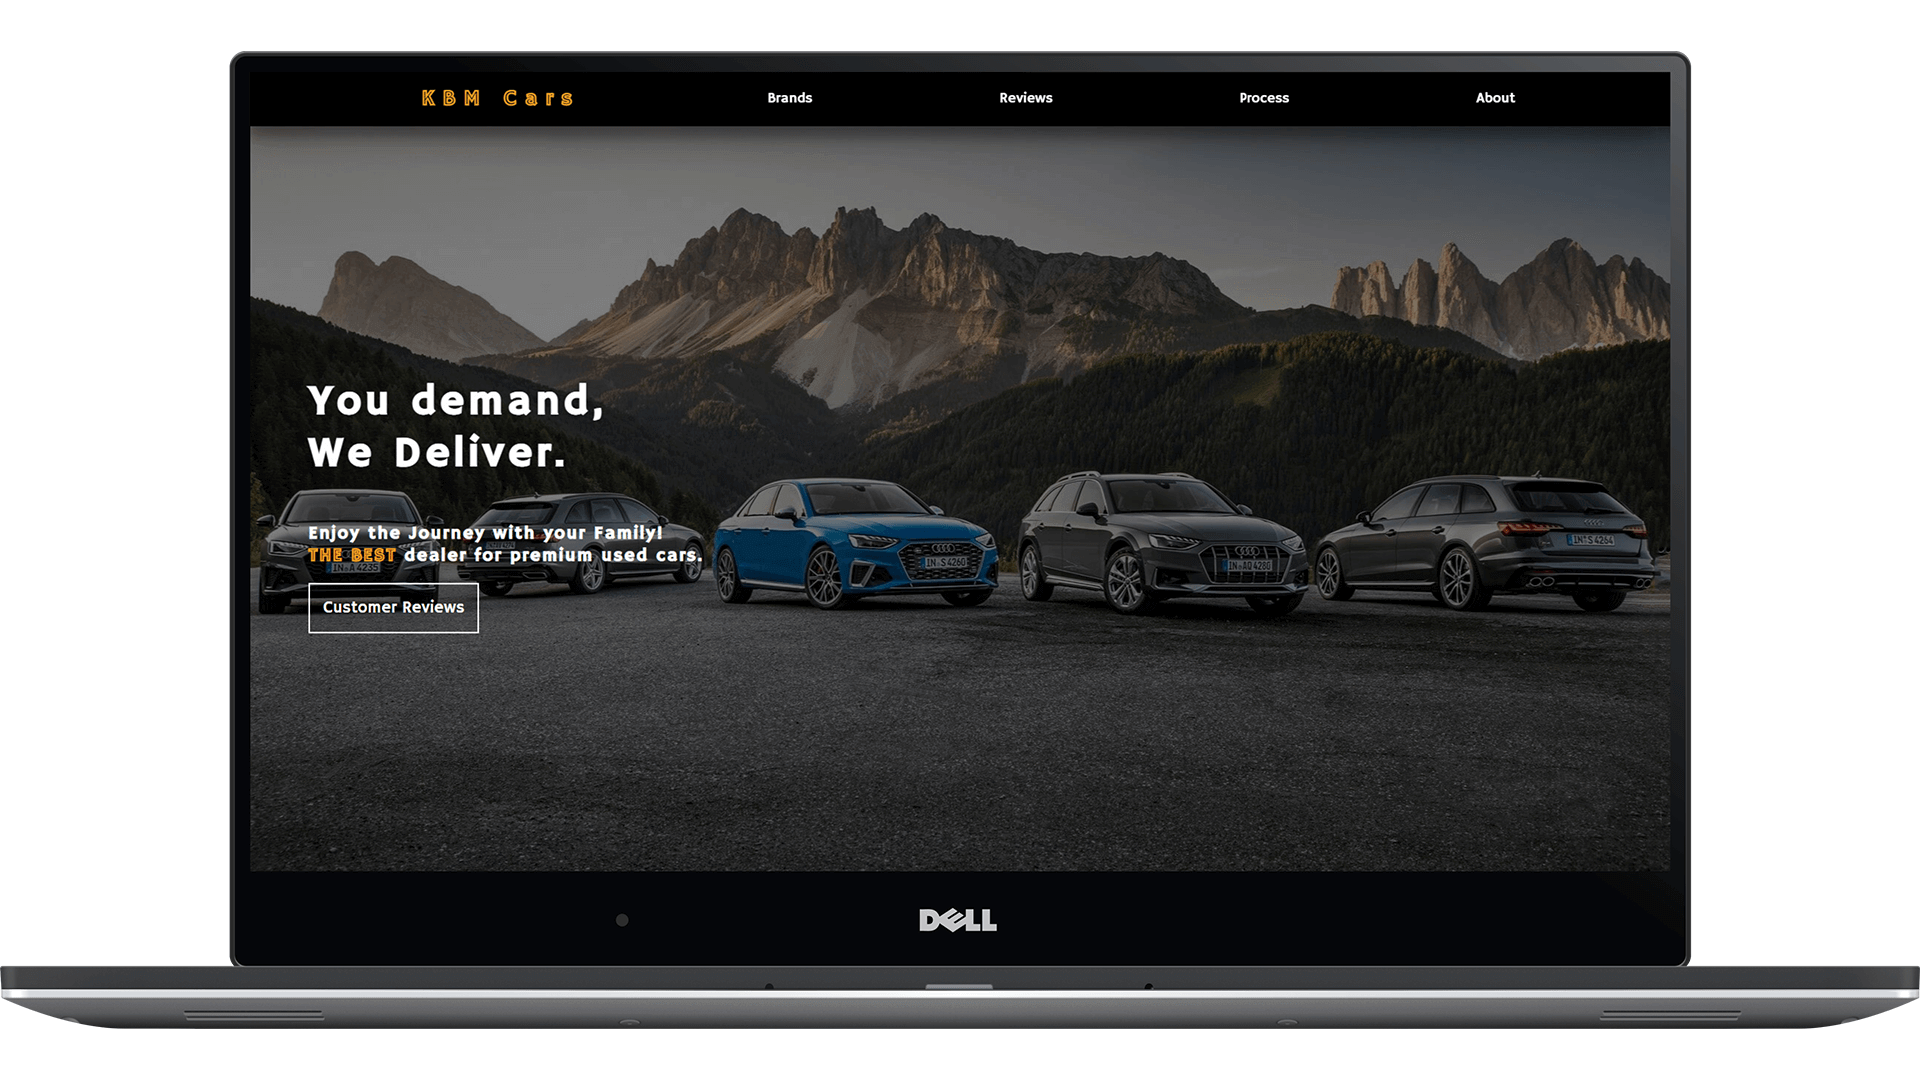 KBM Cars
Brands
Reviews
Process
About
You demand,
We Deliver.
Enjoy the Journey with your Family!
THE BEST dealer for premium used cars.
IN A 4235
IN S 4260
IN AQ 4280
IN S 4264
Customer Reviews
DELL